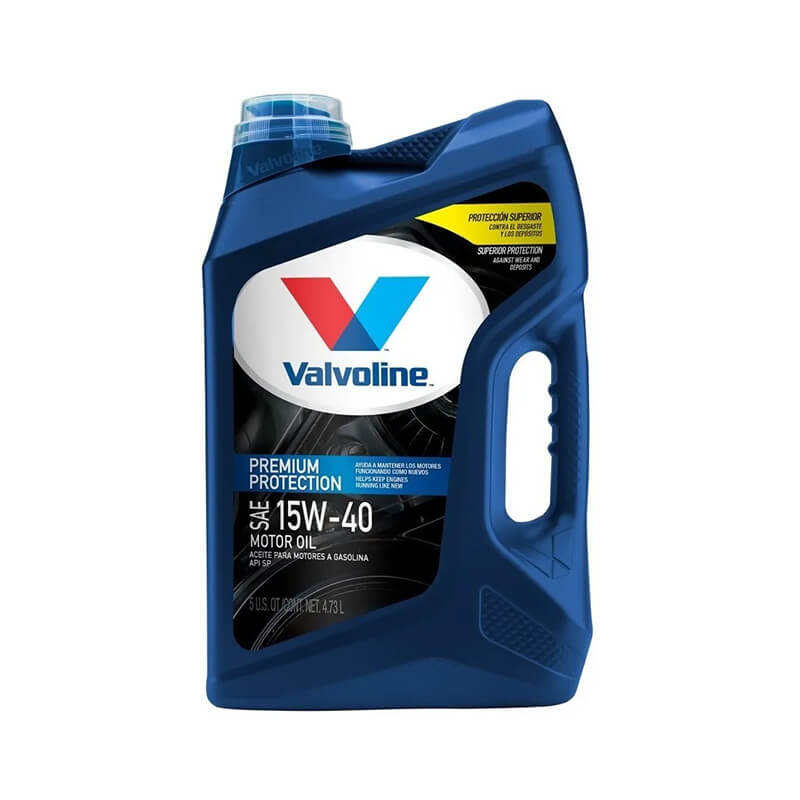 Valvoline
PROTECCIÓN SUPERIOR
CONTRA EL DESGASTE
Y LOS DEPÓSITOS
SUPERIOR PROTECTION
AGAINST WEAR AND
DEPOSITS
Valvoline™
PREMIUM
PROTECTION
AYUDA A MANTENER LOS MOTORES
FUNCIONANDO COMO NUEVOS
HELPS KEEP ENGINES
RUNNING LIKE NEW
SAE 15W-40
MOTOR OIL
ACEITE PARA MOTORES A GASOLINA
API SP
5 U.S. QT./CONT. NET. 4.73 L